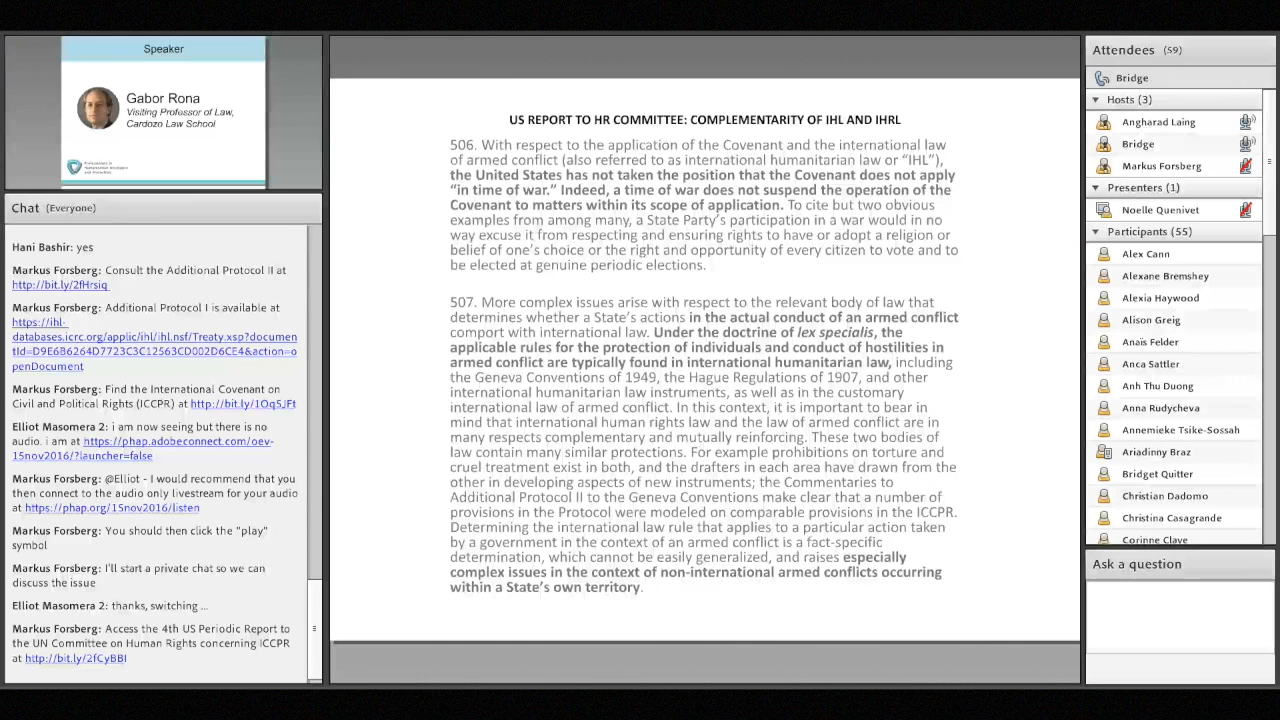 Speaker
Gabor Rona
Visiting Professor of Law,
Cardozo Law School
Chat (Everyone)
Hani Bashir: yes
Markus Forsberg: Consult the Additional Protocol II at
http://bit.ly/2fHrsiq
Markus Forsberg: Additional Protocol I is available at
https://ihl-
databases.icrc.org/applic/ihl/ihl.nsf/Treaty.xsp?documen
tId=D9E6B6264D7723C3C12563CD002D6CE4&action=o
penDocument
Markus Forsberg: Find the International Covenant on
Civil and Political Rights (ICCPR) at http://bit.ly/1Oq5JFt
Elliot Masomera 2: i am now seeing but there is no
audio. i am at https://phap.adobeconnect.com/oev-
15nov2016/?launcher=false
Markus Forsberg: @Elliot - I would recommend that you
then connect to the audio only livestream for your audio
at https://phap.org/15nov2016/listen
Markus Forsberg: You should then click the "play"
symbol
Markus Forsberg: I'll start a private chat so we can
discuss the issue
Elliot Masomera 2: thanks, switching ...
Markus Forsberg: Access the 4th US Periodic Report to
the UN Committee on Human Rights concerning ICCPR
at http://bit.ly/2fCyBBI
US REPORT TO HR COMMITTEE: COMPLEMENTARITY OF IHL AND IHRL
506. With respect to the application of the Covenant and the international law
of armed conflict (also referred to as international humanitarian law or “IHL”),
the United States has not taken the position that the Covenant does not apply
“in time of war.” Indeed, a time of war does not suspend the operation of the
Covenant to matters within its scope of application. To cite but two obvious
examples from among many, a State Party’s participation in a war would in no
way excuse it from respecting and ensuring rights to have or adopt a religion or
belief of one’s choice or the right and opportunity of every citizen to vote and to
be elected at genuine periodic elections.
507. More complex issues arise with respect to the relevant body of law that
determines whether a State’s actions in the actual conduct of an armed conflict
comport with international law. Under the doctrine of lex specialis, the
applicable rules for the protection of individuals and conduct of hostilities in
armed conflict are typically found in international humanitarian law, including
the Geneva Conventions of 1949, the Hague Regulations of 1907, and other
international humanitarian law instruments, as well as in the customary
international law of armed conflict. In this context, it is important to bear in
mind that international human rights law and the law of armed conflict are in
many respects complementary and mutually reinforcing. These two bodies of
law contain many similar protections. For example prohibitions on torture and
cruel treatment exist in both, and the drafters in each area have drawn from the
other in developing aspects of new instruments; the Commentaries to
Additional Protocol II to the Geneva Conventions make clear that a number of
provisions in the Protocol were modeled on comparable provisions in the ICCPR.
Determining the international law rule that applies to a particular action taken
by a government in the context of an armed conflict is a fact-specific
determination, which cannot be easily generalized, and raises especially
complex issues in the context of non-international armed conflicts occurring
within a State’s own territory.
Attendees (59)
Bridge
Hosts (3)
Angharad Laing
Bridge
Markus Forsberg
Presenters (1)
Noelle Quenivet
Participants (55)
Alex Cann
Alexane Bremshey
Alexia Haywood
Alison Greig
Anais Felder
Anca Sattler
Anh Thu Duong
Anna Rudycheva
Annemieke Tsike-Sossah
Ariadinny Braz
Bridget Quitter
Christian Dadomo
Christina Casagrande
Corinne Clave
Ask a question